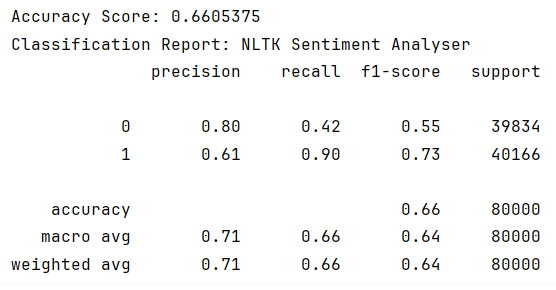 Accuracy Score: 0.6605375
Classification Report: NLTK Sentiment Analyser
precision recall f1-score support
0 0.80 0.42 0.55 39834
1 0.61 0.90 0.73 40166
accuracy 0.66 80000
macro avg 0.71 0.66 0.64 80000
weighted avg 0.71 0.66 0.64 80000